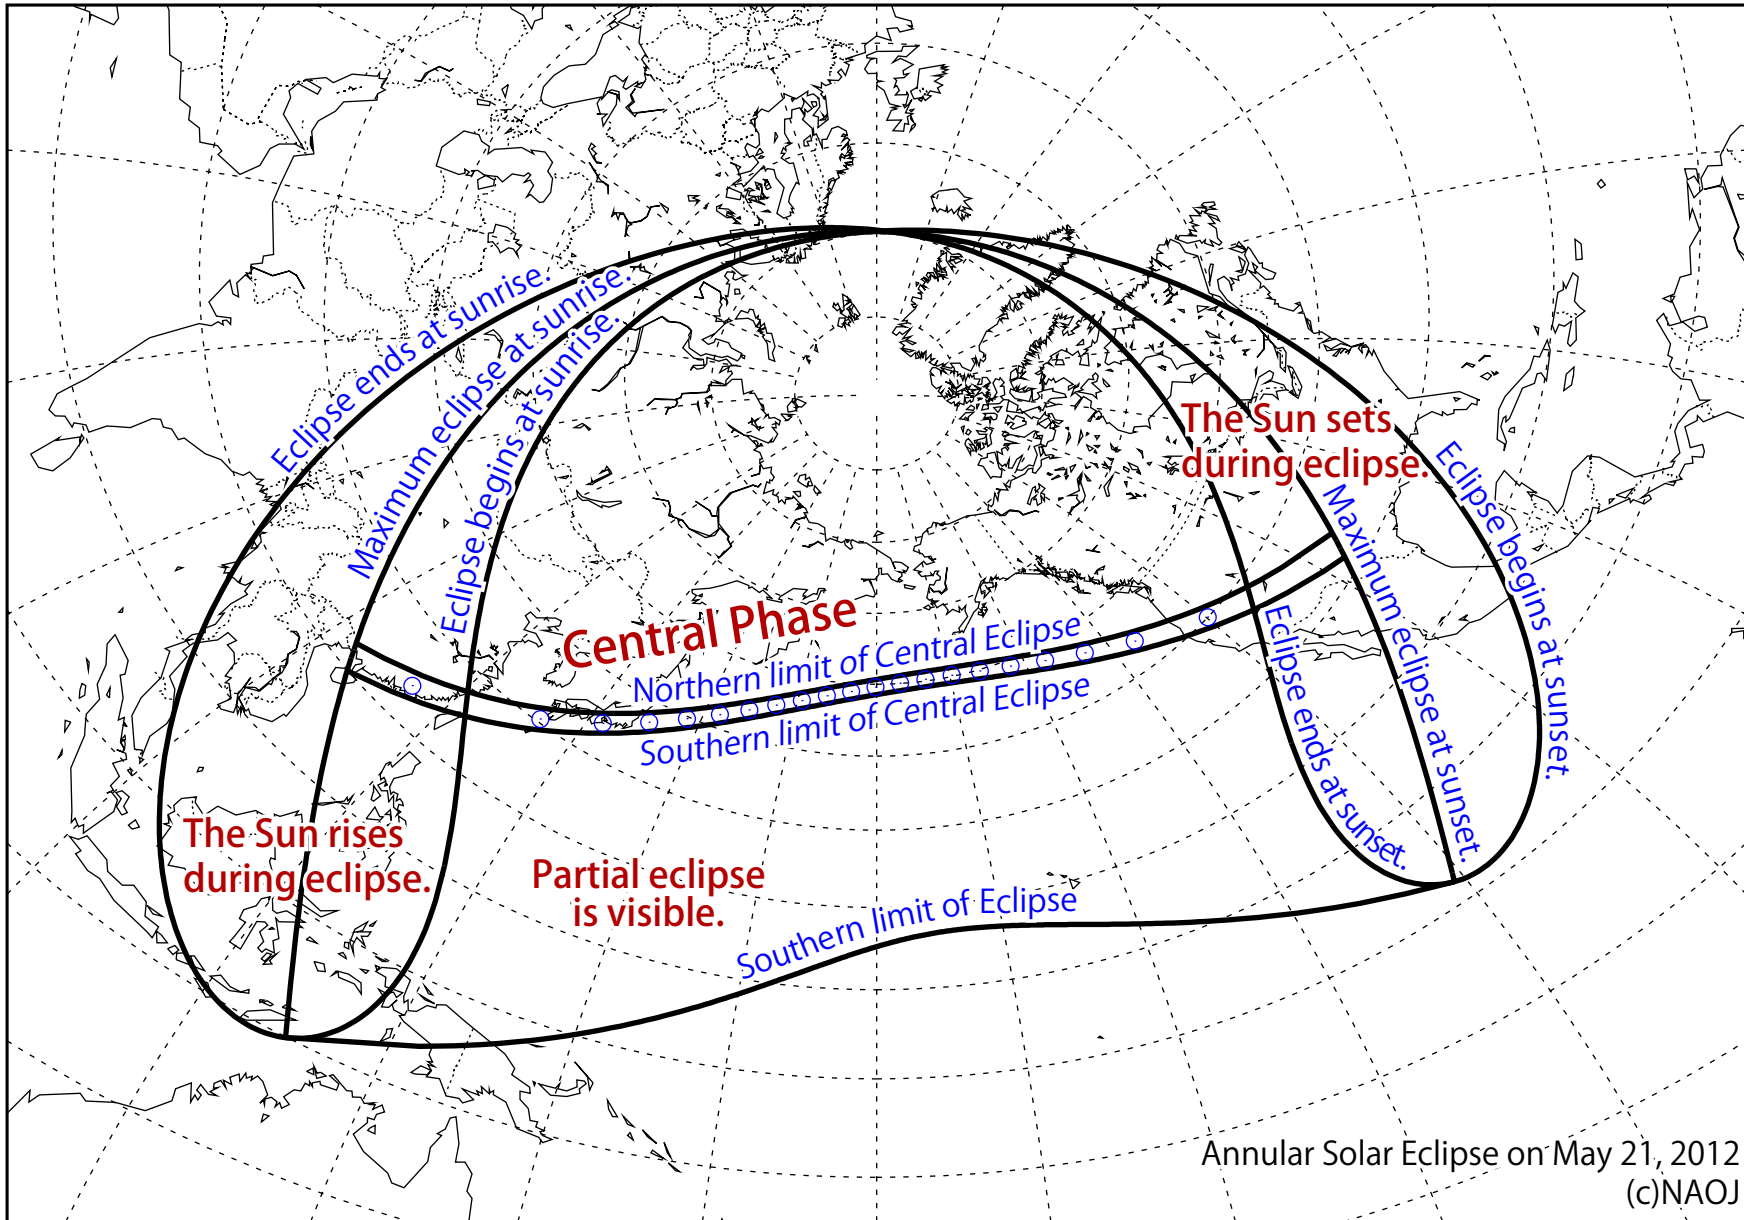 Eclipse ends at sunrise.
Maximum eclipse at sunrise.
Eclipse begins at sunrise.
The Sun sets
during eclipse.
Eclipse begins at sunset.
Maximum eclipse at sunset.
Eclipse ends at sunset.
Central Phase
Northern limit of Central Eclipse
Southern limit of Central Eclipse
The Sun rises
during eclipse.
Partial eclipse
is visible.
Southern limit of Eclipse
Annular Solar Eclipse on May 21, 2012
(c)NAOJ